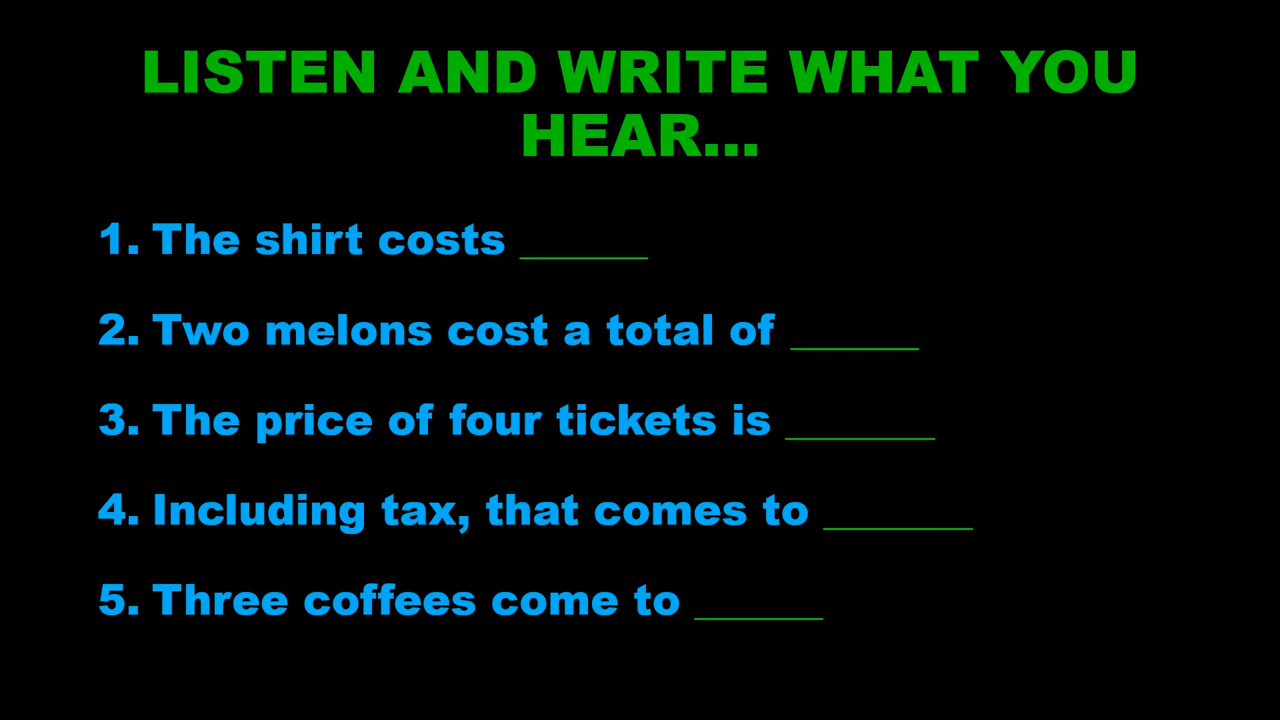 LISTEN AND WRITE WHAT YOU
HEAR...
1. The shirt costs ______
2. Two melons cost a total of ______
3. The price of four tickets is _______
4. Including tax, that comes to _______
5. Three coffees come to ______